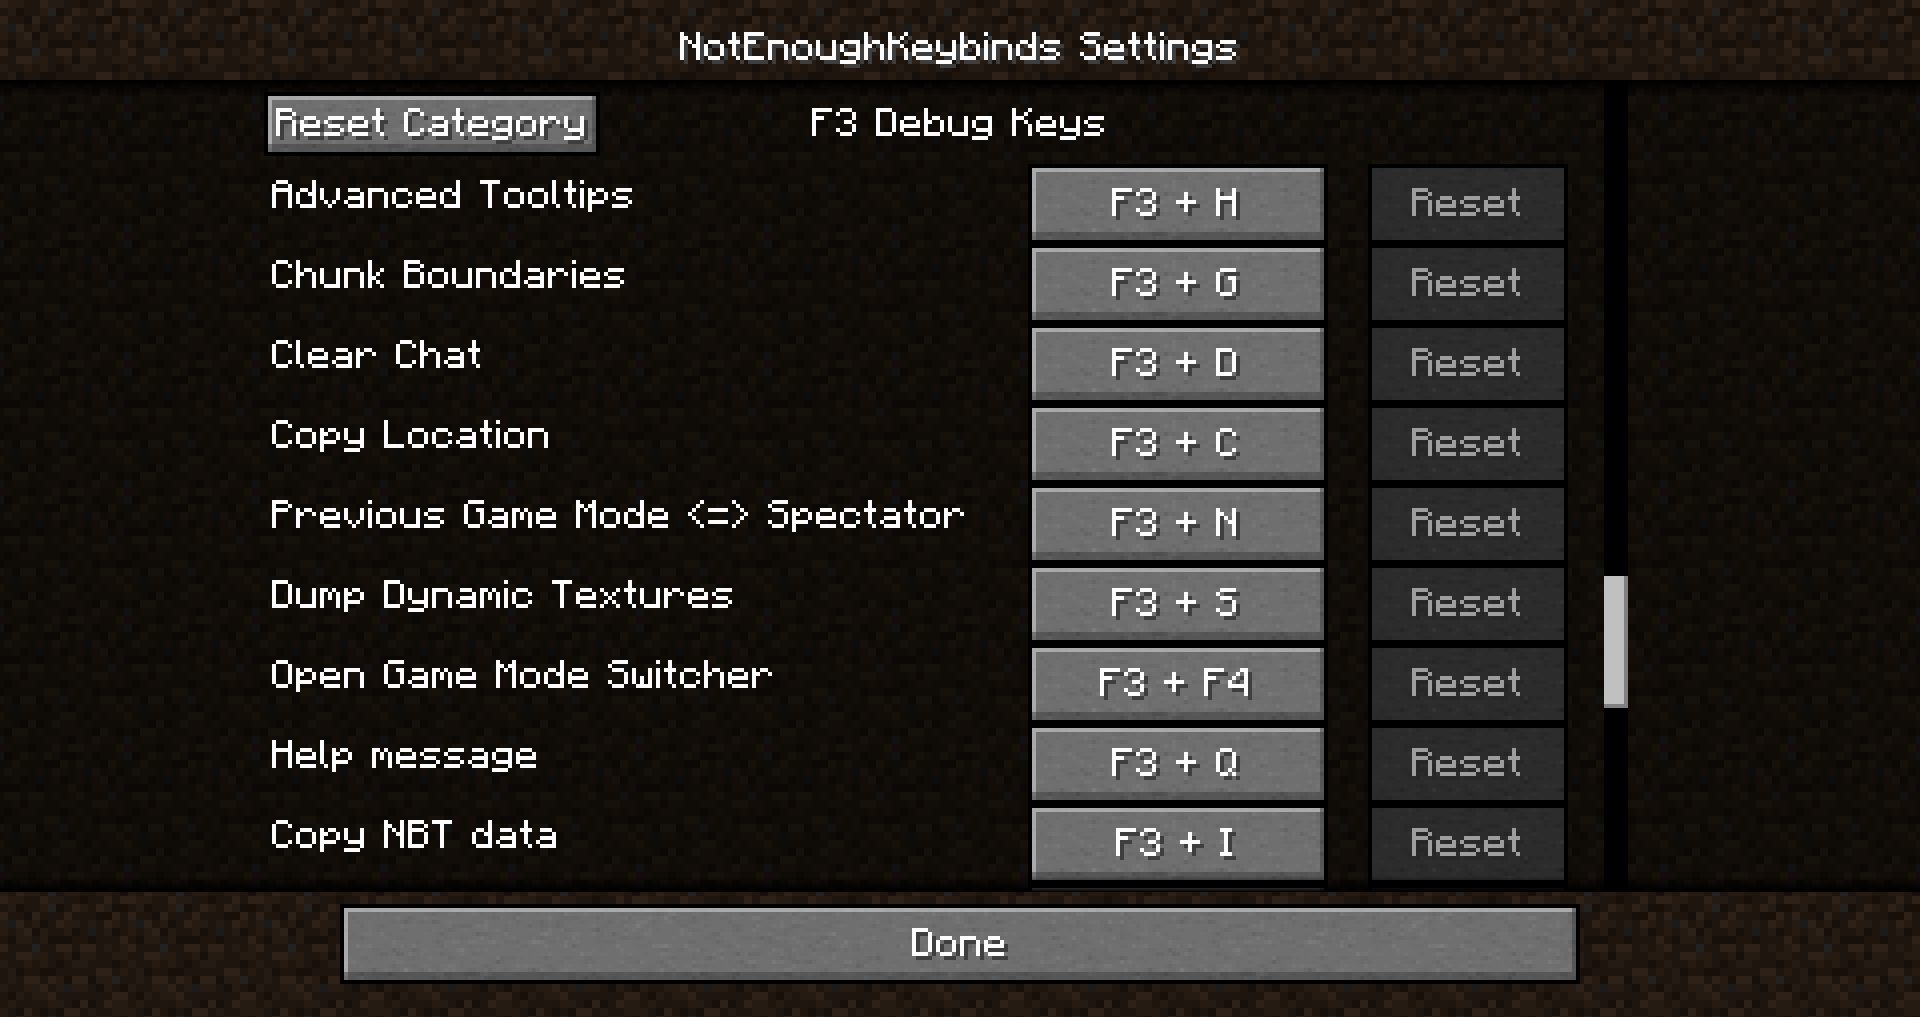 NotEnoughKeybinds Settings
Reset Category F3 Debug Keys
Advanced Tooltips F3 + H Reset
Chunk Boundaries F3 + G Reset
Clear Chat F3 + D Reset
Copy Location F3 + C Reset
Previous Game Mode <=> Spectator F3 + N Reset
Dump Dynamic Textures F3 + S Reset
Open Game Mode Switcher F3 + F4 Reset
Help message F3 + Q Reset
Copy NBT data F3 + I Reset
Done